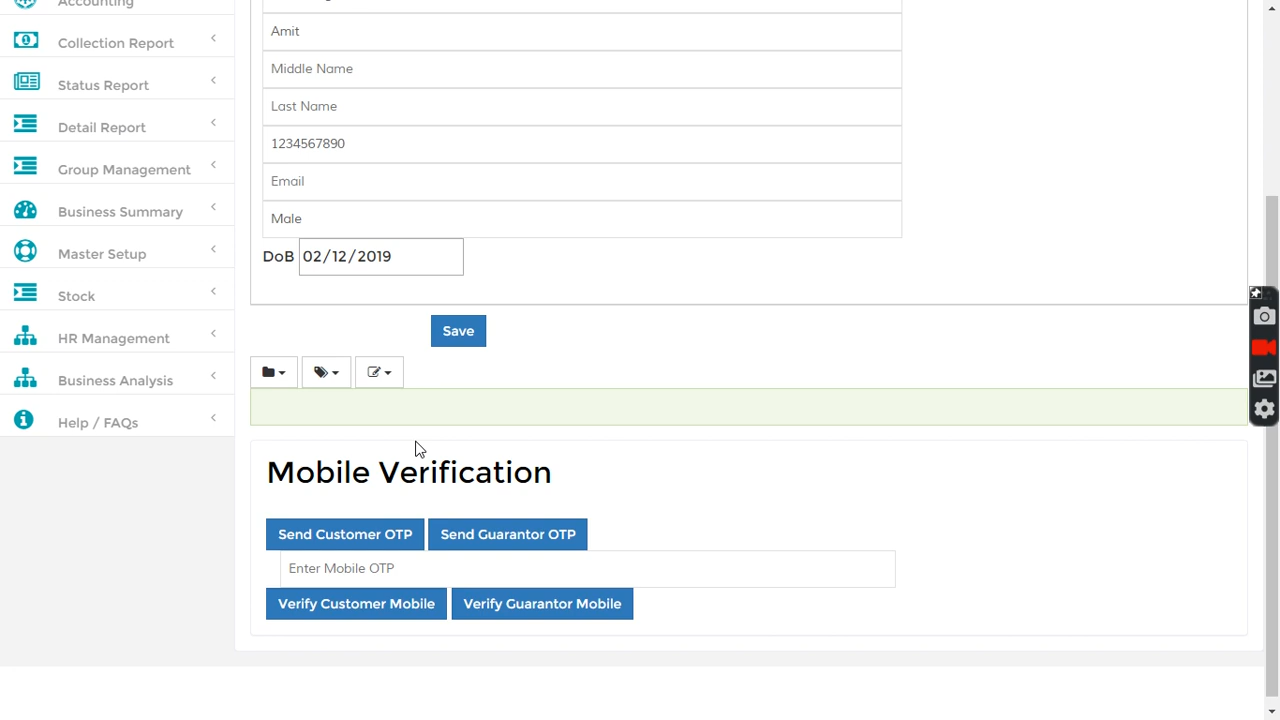 Accounting
Collection Report
Status Report
Detail Report
Group Management
Business Summary
Master Setup
Stock
HR Management
Business Analysis
Help / FAQs
Amit
Middle Name
Last Name
1234567890
Email
Male
DoB 02/12/2019
Save
Mobile Verification
Send Customer OTP Send Guarantor OTP
Enter Mobile OTP
Verify Customer Mobile Verify Guarantor Mobile